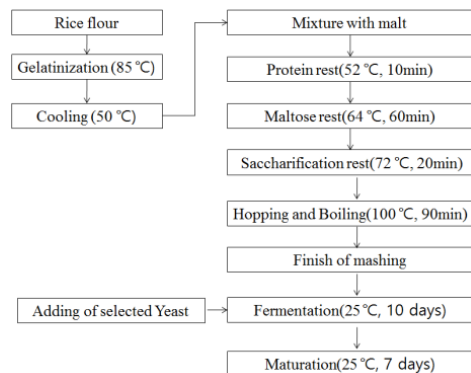 Rice flour
Gelatinization (85℃)
Cooling (50℃)
Mixture with malt
Protein rest(52℃, 10min)
Maltose rest(64℃, 60min)
Saccharification rest(72℃, 20min)
Hopping and Boiling(100℃, 90min)
Finish of mashing
Adding of selected Yeast
Fermentation(25℃, 10 days)
Maturation(25℃, 7 days)